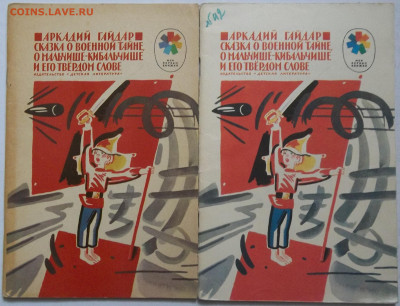 COINS.LAVE.RU
АРКАДИЙ ГАЙДАР
СКАЗКА О ВОЕННОЙ ТАЙНЕ,
О МАЛЬЧИШЕ-КИБАЛЬЧИШЕ
И ЕГО ТВЕРДОМ СЛОВЕ
ИЗДАТЕЛЬСТВО «ДЕТСКАЯ ЛИТЕРАТУРА»
АРКАДИЙ ГАЙДАР
СКАЗКА О ВОЕННОЙ ТАЙНЕ,
О МАЛЬЧИШЕ-КИБАЛЬЧИШЕ
И ЕГО ТВЕРДОМ СЛОВЕ
ИЗДАТЕЛЬСТВО «ДЕТСКАЯ ЛИТЕРАТУРА»